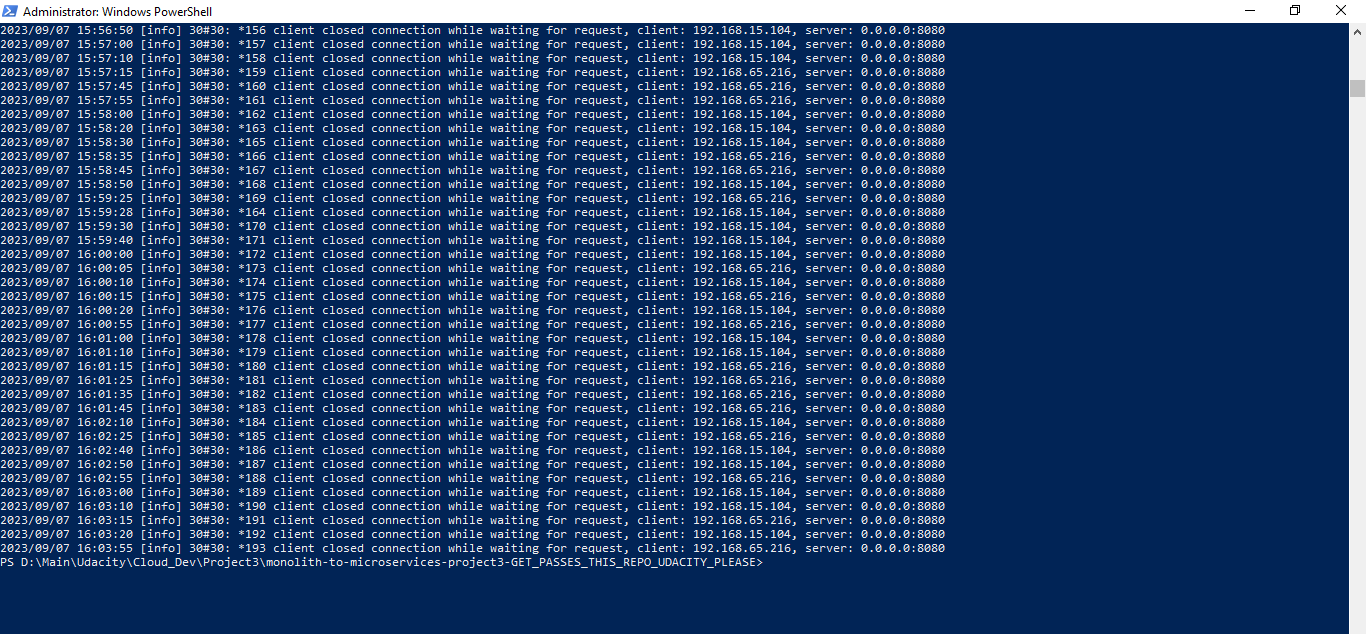 Administrator: Windows PowerShell
2023/09/07 15:56:50 [info] 30#30: *156 client closed connection while waiting for request, client: 192.168.15.104, server: 0.0.0.0:8080
2023/09/07 15:57:00 [info] 30#30: *157 client closed connection while waiting for request, client: 192.168.15.104, server: 0.0.0.0:8080
2023/09/07 15:57:10 [info] 30#30: *158 client closed connection while waiting for request, client: 192.168.15.104, server: 0.0.0.0:8080
2023/09/07 15:57:15 [info] 30#30: *159 client closed connection while waiting for request, client: 192.168.65.216, server: 0.0.0.0:8080
2023/09/07 15:57:45 [info] 30#30: *160 client closed connection while waiting for request, client: 192.168.65.216, server: 0.0.0.0:8080
2023/09/07 15:57:55 [info] 30#30: *161 client closed connection while waiting for request, client: 192.168.65.216, server: 0.0.0.0:8080
2023/09/07 15:58:00 [info] 30#30: *162 client closed connection while waiting for request, client: 192.168.15.104, server: 0.0.0.0:8080
2023/09/07 15:58:20 [info] 30#30: *163 client closed connection while waiting for request, client: 192.168.15.104, server: 0.0.0.0:8080
2023/09/07 15:58:30 [info] 30#30: *165 client closed connection while waiting for request, client: 192.168.15.104, server: 0.0.0.0:8080
2023/09/07 15:58:35 [info] 30#30: *166 client closed connection while waiting for request, client: 192.168.65.216, server: 0.0.0.0:8080
2023/09/07 15:58:45 [info] 30#30: *167 client closed connection while waiting for request, client: 192.168.65.216, server: 0.0.0.0:8080
2023/09/07 15:58:50 [info] 30#30: *168 client closed connection while waiting for request, client: 192.168.15.104, server: 0.0.0.0:8080
2023/09/07 15:59:25 [info] 30#30: *169 client closed connection while waiting for request, client: 192.168.65.216, server: 0.0.0.0:8080
2023/09/07 15:59:28 [info] 30#30: *164 client closed connection while waiting for request, client: 192.168.15.104, server: 0.0.0.0:8080
2023/09/07 15:59:30 [info] 30#30: *170 client closed connection while waiting for request, client: 192.168.15.104, server: 0.0.0.0:8080
2023/09/07 15:59:40 [info] 30#30: *171 client closed connection while waiting for request, client: 192.168.15.104, server: 0.0.0.0:8080
2023/09/07 16:00:00 [info] 30#30: *172 client closed connection while waiting for request, client: 192.168.15.104, server: 0.0.0.0:8080
2023/09/07 16:00:05 [info] 30#30: *173 client closed connection while waiting for request, client: 192.168.65.216, server: 0.0.0.0:8080
2023/09/07 16:00:10 [info] 30#30: *174 client closed connection while waiting for request, client: 192.168.15.104, server: 0.0.0.0:8080
2023/09/07 16:00:15 [info] 30#30: *175 client closed connection while waiting for request, client: 192.168.65.216, server: 0.0.0.0:8080
2023/09/07 16:00:20 [info] 30#30: *176 client closed connection while waiting for request, client: 192.168.15.104, server: 0.0.0.0:8080
2023/09/07 16:00:55 [info] 30#30: *177 client closed connection while waiting for request, client: 192.168.65.216, server: 0.0.0.0:8080
2023/09/07 16:01:00 [info] 30#30: *178 client closed connection while waiting for request, client: 192.168.15.104, server: 0.0.0.0:8080
2023/09/07 16:01:10 [info] 30#30: *179 client closed connection while waiting for request, client: 192.168.15.104, server: 0.0.0.0:8080
2023/09/07 16:01:15 [info] 30#30: *180 client closed connection while waiting for request, client: 192.168.65.216, server: 0.0.0.0:8080
2023/09/07 16:01:25 [info] 30#30: *181 client closed connection while waiting for request, client: 192.168.65.216, server: 0.0.0.0:8080
2023/09/07 16:01:35 [info] 30#30: *182 client closed connection while waiting for request, client: 192.168.65.216, server: 0.0.0.0:8080
2023/09/07 16:01:45 [info] 30#30: *183 client closed connection while waiting for request, client: 192.168.65.216, server: 0.0.0.0:8080
2023/09/07 16:02:10 [info] 30#30: *184 client closed connection while waiting for request, client: 192.168.15.104, server: 0.0.0.0:8080
2023/09/07 16:02:25 [info] 30#30: *185 client closed connection while waiting for request, client: 192.168.65.216, server: 0.0.0.0:8080
2023/09/07 16:02:40 [info] 30#30: *186 client closed connection while waiting for request, client: 192.168.15.104, server: 0.0.0.0:8080
2023/09/07 16:02:50 [info] 30#30: *187 client closed connection while waiting for request, client: 192.168.15.104, server: 0.0.0.0:8080
2023/09/07 16:02:55 [info] 30#30: *188 client closed connection while waiting for request, client: 192.168.65.216, server: 0.0.0.0:8080
2023/09/07 16:03:00 [info] 30#30: *189 client closed connection while waiting for request, client: 192.168.15.104, server: 0.0.0.0:8080
2023/09/07 16:03:10 [info] 30#30: *190 client closed connection while waiting for request, client: 192.168.15.104, server: 0.0.0.0:8080
2023/09/07 16:03:15 [info] 30#30: *191 client closed connection while waiting for request, client: 192.168.65.216, server: 0.0.0.0:8080
2023/09/07 16:03:20 [info] 30#30: *192 client closed connection while waiting for request, client: 192.168.15.104, server: 0.0.0.0:8080
2023/09/07 16:03:55 [info] 30#30: *193 client closed connection while waiting for request, client: 192.168.65.216, server: 0.0.0.0:8080
PS D:\Main\Udacity\Cloud_Dev\Project3\monolith-to-microservices-project3-GET_PASSES_THIS_REPO_UDACITY_PLEASE>